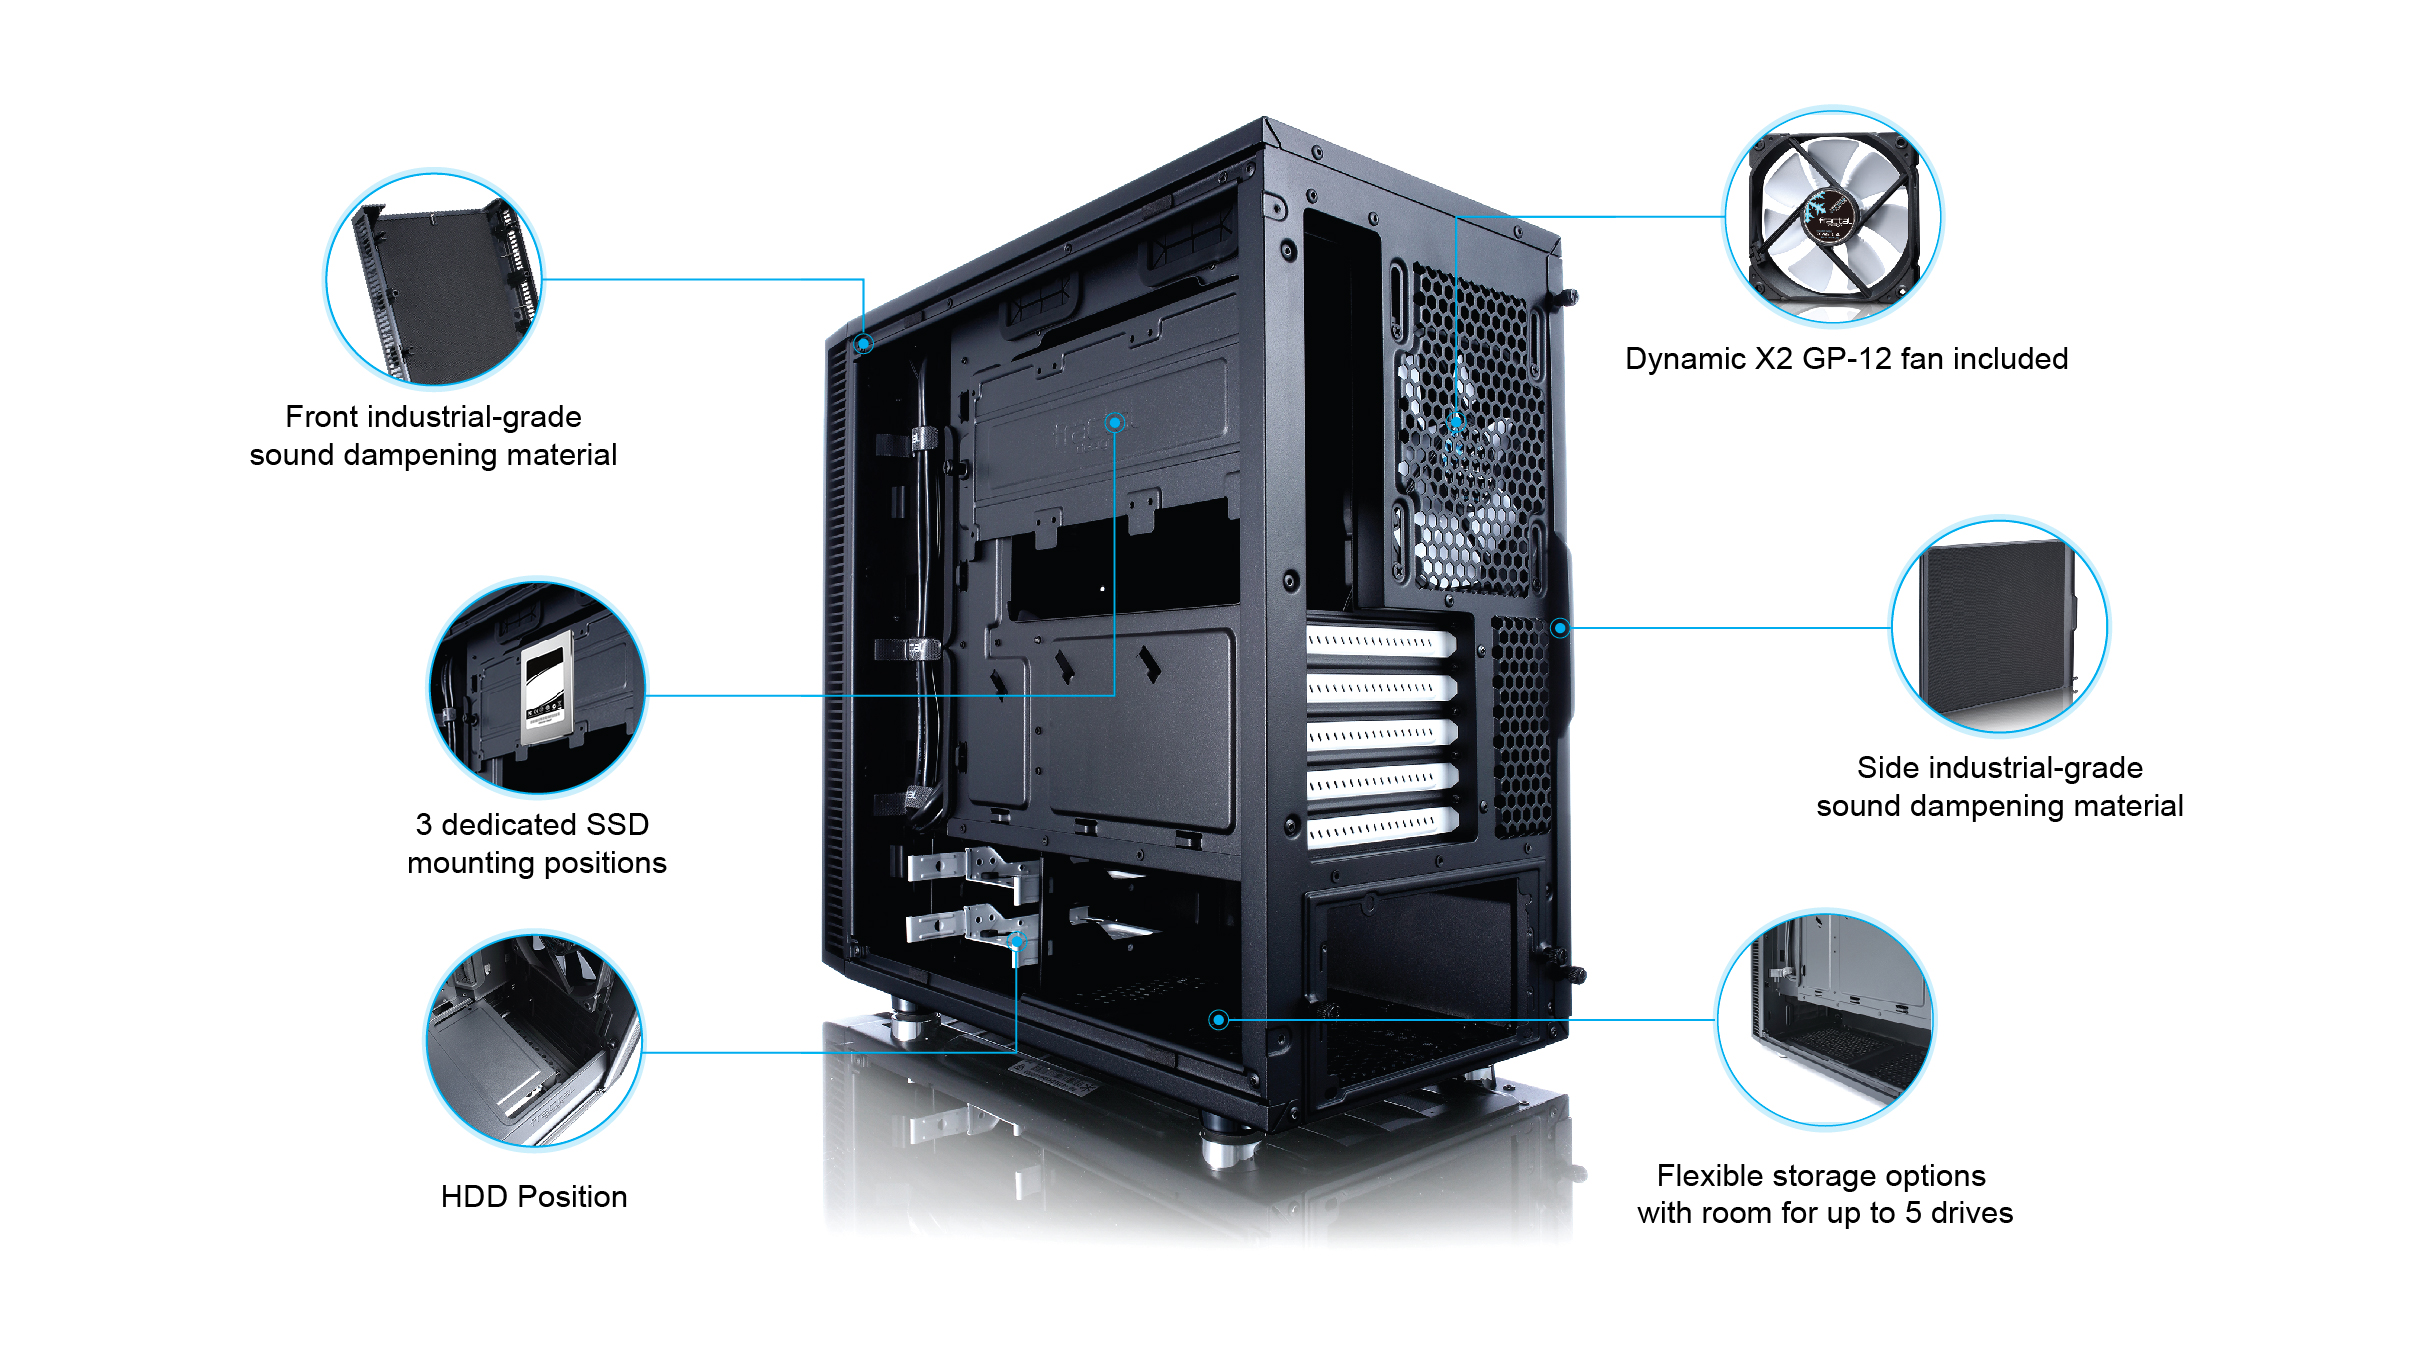 Front industrial-grade
sound dampening material
3 dedicated SSD
mounting positions
HDD Position
fractal
Dynamic X2 GP-12 fan included
Side industrial-grade
sound dampening material
Flexible storage options
with room for up to 5 drives